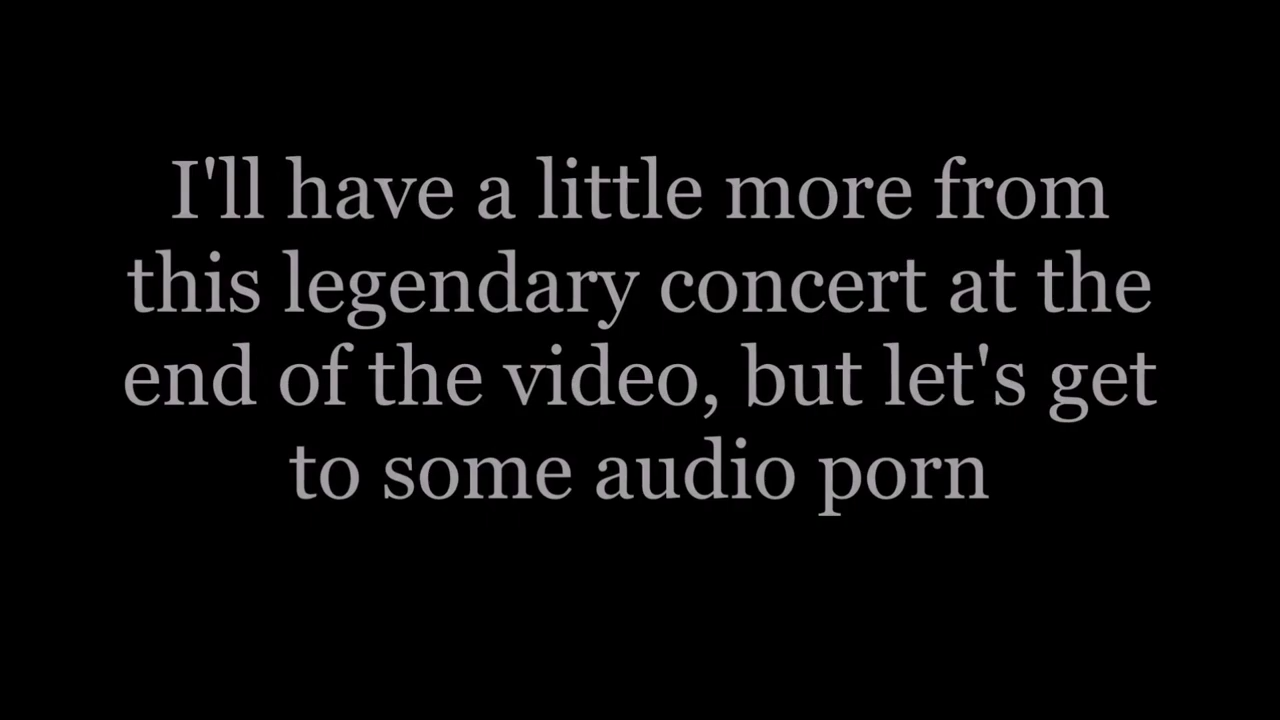 I'll have a little more from
this legendary concert at the
end of the video, but let's get
to some audio porn